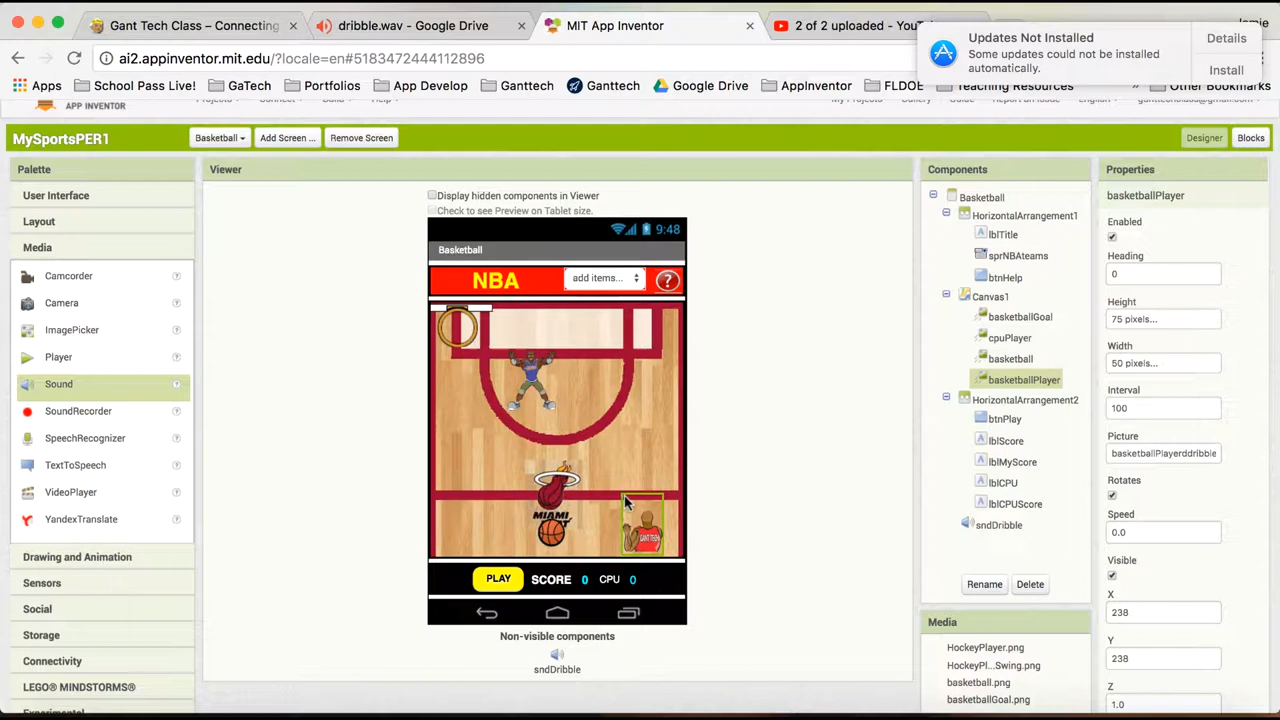 Gant Tech Class – Connecting
dribble.wav - Google Drive
MIT App Inventor
2 of 2 uploaded - YouT
Updates Not Installed
Some updates could not be installed
automatically.
Details
Install
ai2.appinventor.mit.edu/?locale=en#5183472444112896
Apps
School Pass Live!
GaTech
Portfolios
App Develop
Ganttech
Ganttech
Google Drive
AppInventor
FLDOE
Teaching Resources
Other Bookmarks
APP INVENTOR
MySportsPER1
Basketball
Add Screen ...
Remove Screen
Designer
Blocks
Palette
User Interface
Layout
Media
Camcorder
Camera
ImagePicker
Player
Sound
SoundRecorder
SpeechRecognizer
TextToSpeech
VideoPlayer
YandexTranslate
Drawing and Animation
Sensors
Social
Storage
Connectivity
LEGO® MINDSTORMS®
Viewer
Display hidden components in Viewer
Check to see Preview on Tablet size.
9:48
Basketball
NBA
add items...
?
MIAMI
PLAY
SCORE 0 CPU 0
Non-visible components
sndDribble
Components
Basketball
HorizontalArrangement1
lblTitle
sprNBAteams
btnHelp
Canvas1
basketballGoal
cpuPlayer
basketball
basketballPlayer
HorizontalArrangement2
btnPlay
lblScore
lblMyScore
lblCPU
lblCPUScore
sndDribble
Rename
Delete
Media
HockeyPlayer.png
HockeyPl...Swing.png
basketball.png
basketballGoal.png
Properties
basketballPlayer
Enabled
Heading
0
Height
75 pixels...
Width
50 pixels...
Interval
100
Picture
basketballPlayerddribble
Rotates
Speed
0.0
Visible
X
238
Y
238
Z
1.0